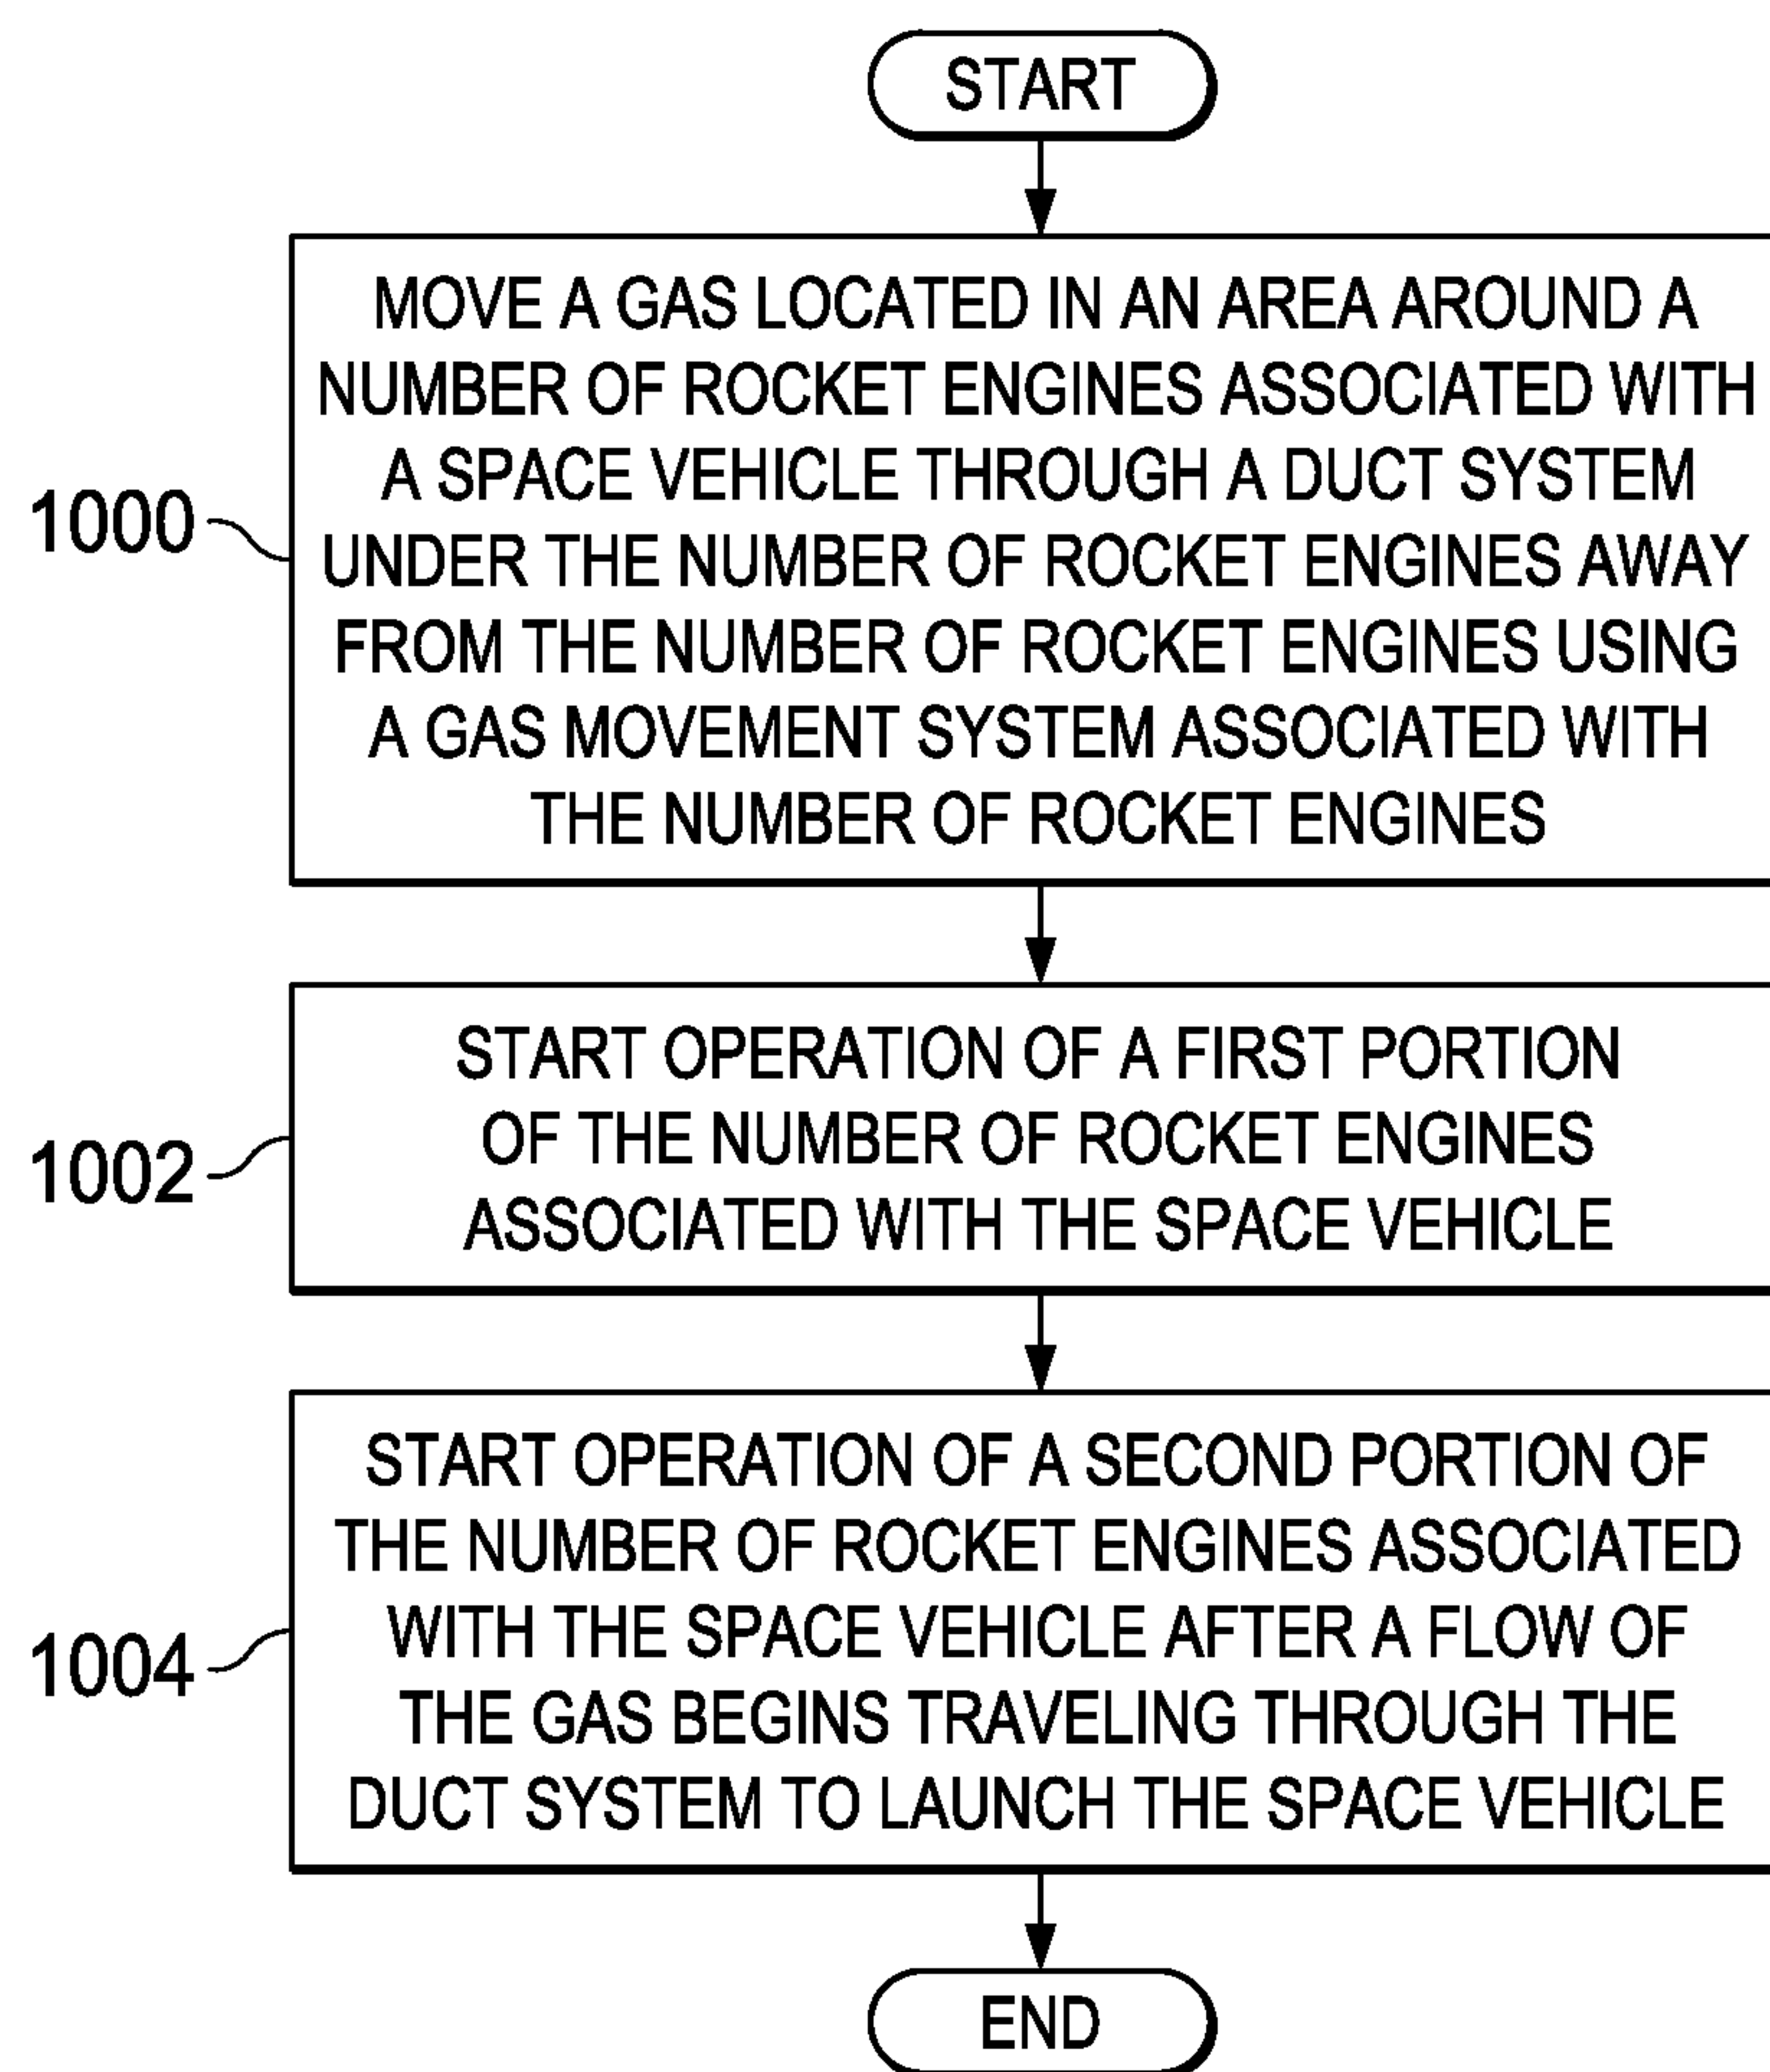 START
MOVE A GAS LOCATED IN AN AREA AROUND A
NUMBER OF ROCKET ENGINES ASSOCIATED WITH
A SPACE VEHICLE THROUGH A DUCT SYSTEM
UNDER THE NUMBER OF ROCKET ENGINES AWAY
FROM THE NUMBER OF ROCKET ENGINES USING
A GAS MOVEMENT SYSTEM ASSOCIATED WITH
THE NUMBER OF ROCKET ENGINES
1000
START OPERATION OF A FIRST PORTION
OF THE NUMBER OF ROCKET ENGINES
ASSOCIATED WITH THE SPACE VEHICLE
1002
START OPERATION OF A SECOND PORTION OF
THE NUMBER OF ROCKET ENGINES ASSOCIATED
WITH THE SPACE VEHICLE AFTER A FLOW OF
THE GAS BEGINS TRAVELING THROUGH THE
DUCT SYSTEM TO LAUNCH THE SPACE VEHICLE
1004
END